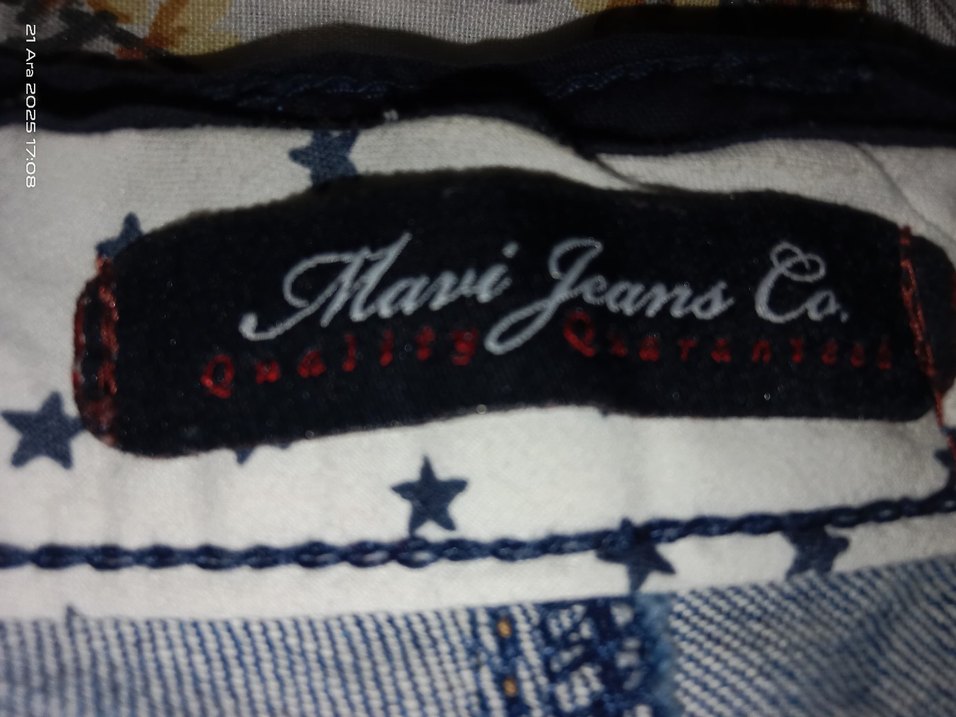 21 Ara 2025 17:08
Mavi Jeans Co.
Quality Guaranteed